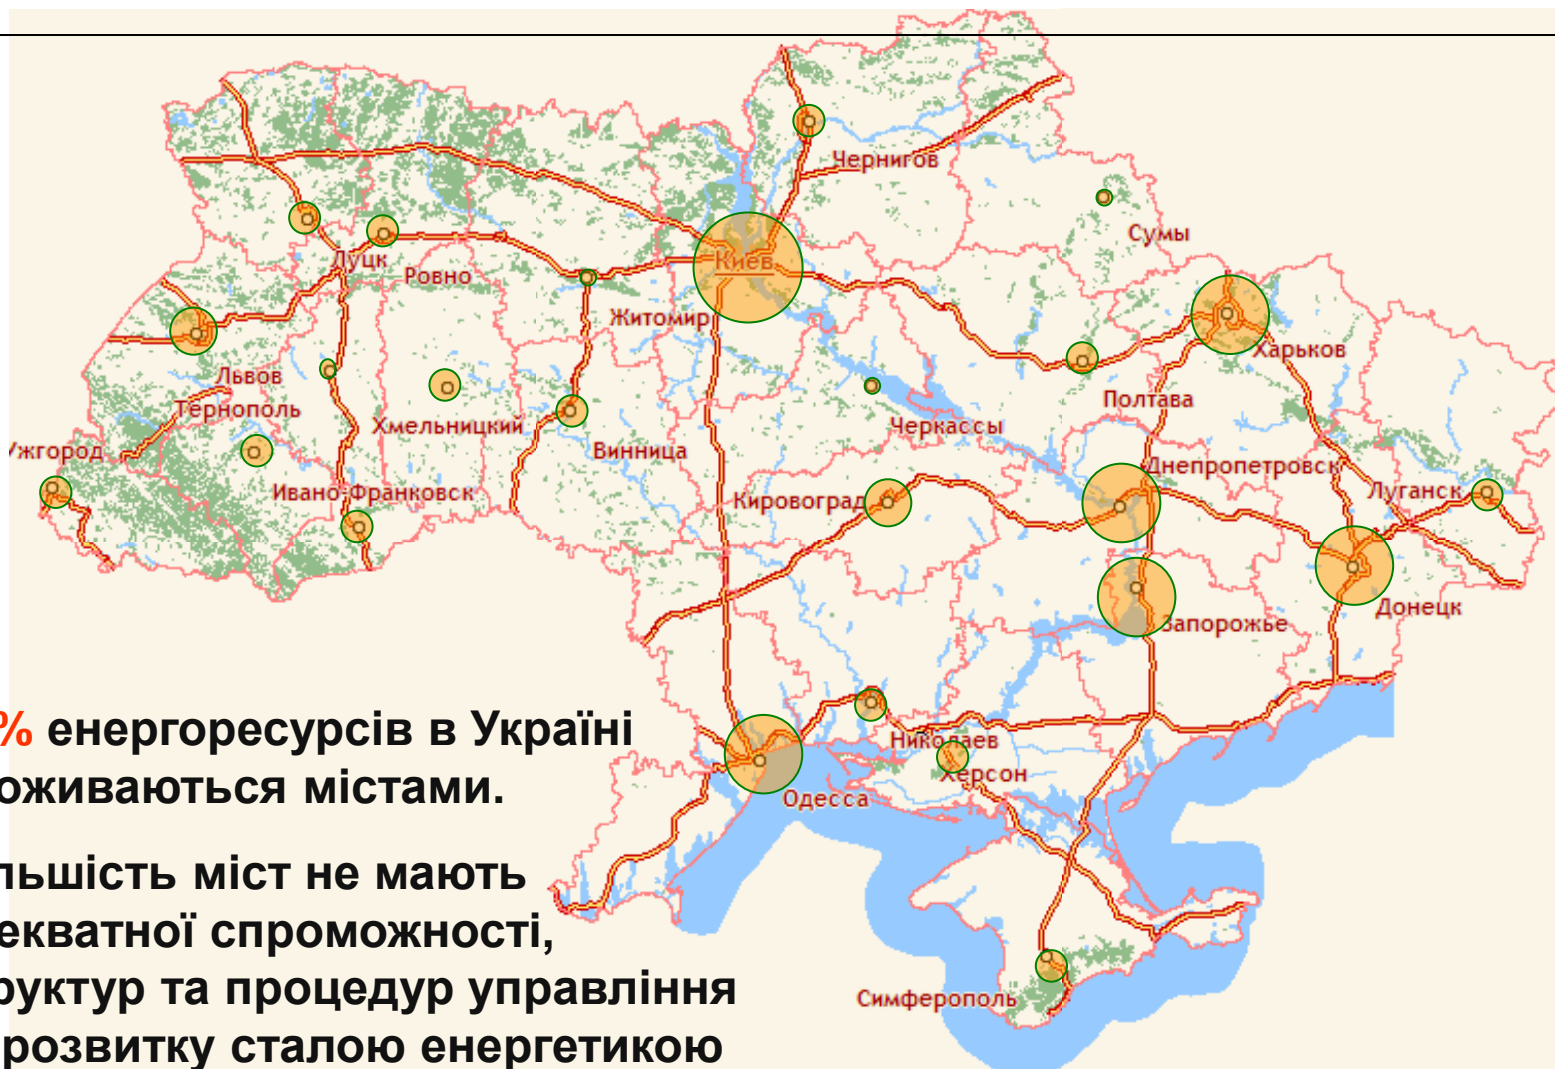 Чернигов
Сумы
Киев
Луцк
Ровно
Житомир
Харьков
Львов
Тернополь
Хмельницкий
Полтава
Черкассы
Ужгород
Винница
Днепропетровск
Ивано-Франковск
Кировоград
Луганск
Донецк
Запорожье
% енергоресурсів в Україні
оживаються містами.
Николаев
Херсон
Одесса
льшість міст не мають
екватної спроможності,
руктур та процедур управління
розвитку сталою енергетикою
Симферополь